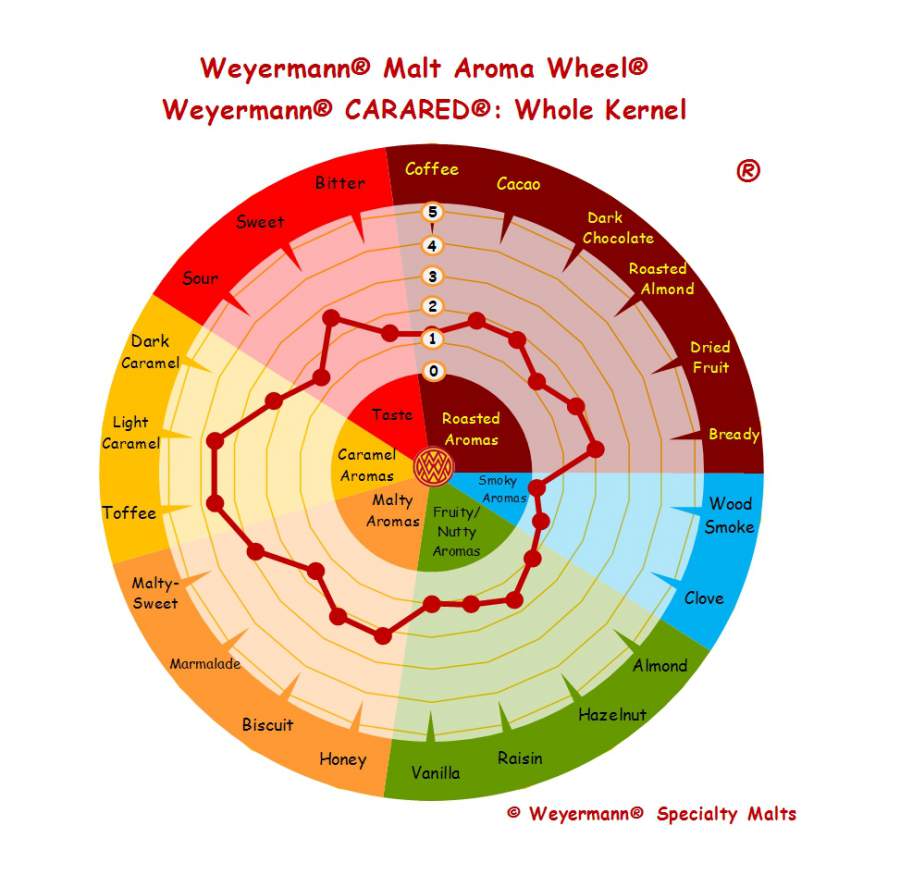 Weyermann® Malt Aroma Wheel®
Weyermann® CARARED®: Whole Kernel
®
Coffee
Cacao
Dark
Chocolate
Roasted
Almond
Dried
Fruit
Bready
Wood
Smoke
Clove
Almond
Hazelnut
Raisin
Vanilla
Honey
Biscuit
Marmalade
Malty-
Sweet
Toffee
Light
Caramel
Dark
Caramel
Sour
Sweet
Bitter
5
4
3
2
1
0
Taste
Roasted
Aromas
Smoky
Aromas
Fruity/
Nutty
Aromas
Malty
Aromas
Caramel
Aromas
© Weyermann® Specialty Malts